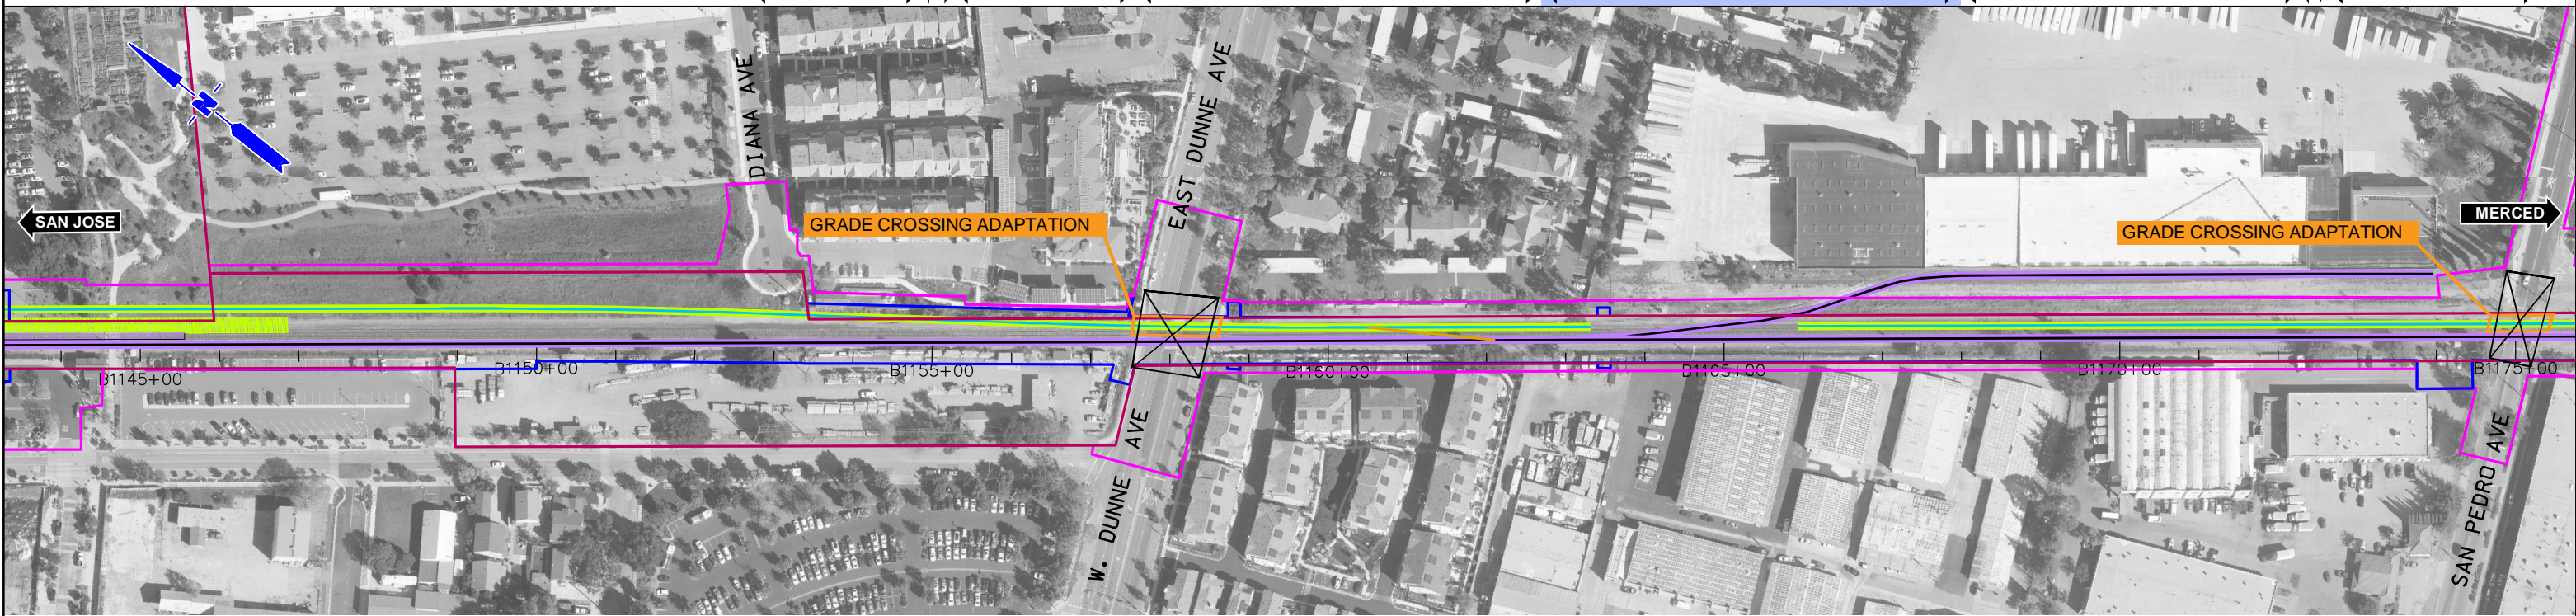 DIANA AVE
EAST DUNNE AVE
N
SAN JOSE
GRADE CROSSING ADAPTATION
MERCED
GRADE CROSSING ADAPTATION
B1145+00
B1150+00
B1155+00
B1160+00
B1165+00
B1170+00
B1175+00
W. DUNNE AVE
SAN PEDRO AVE